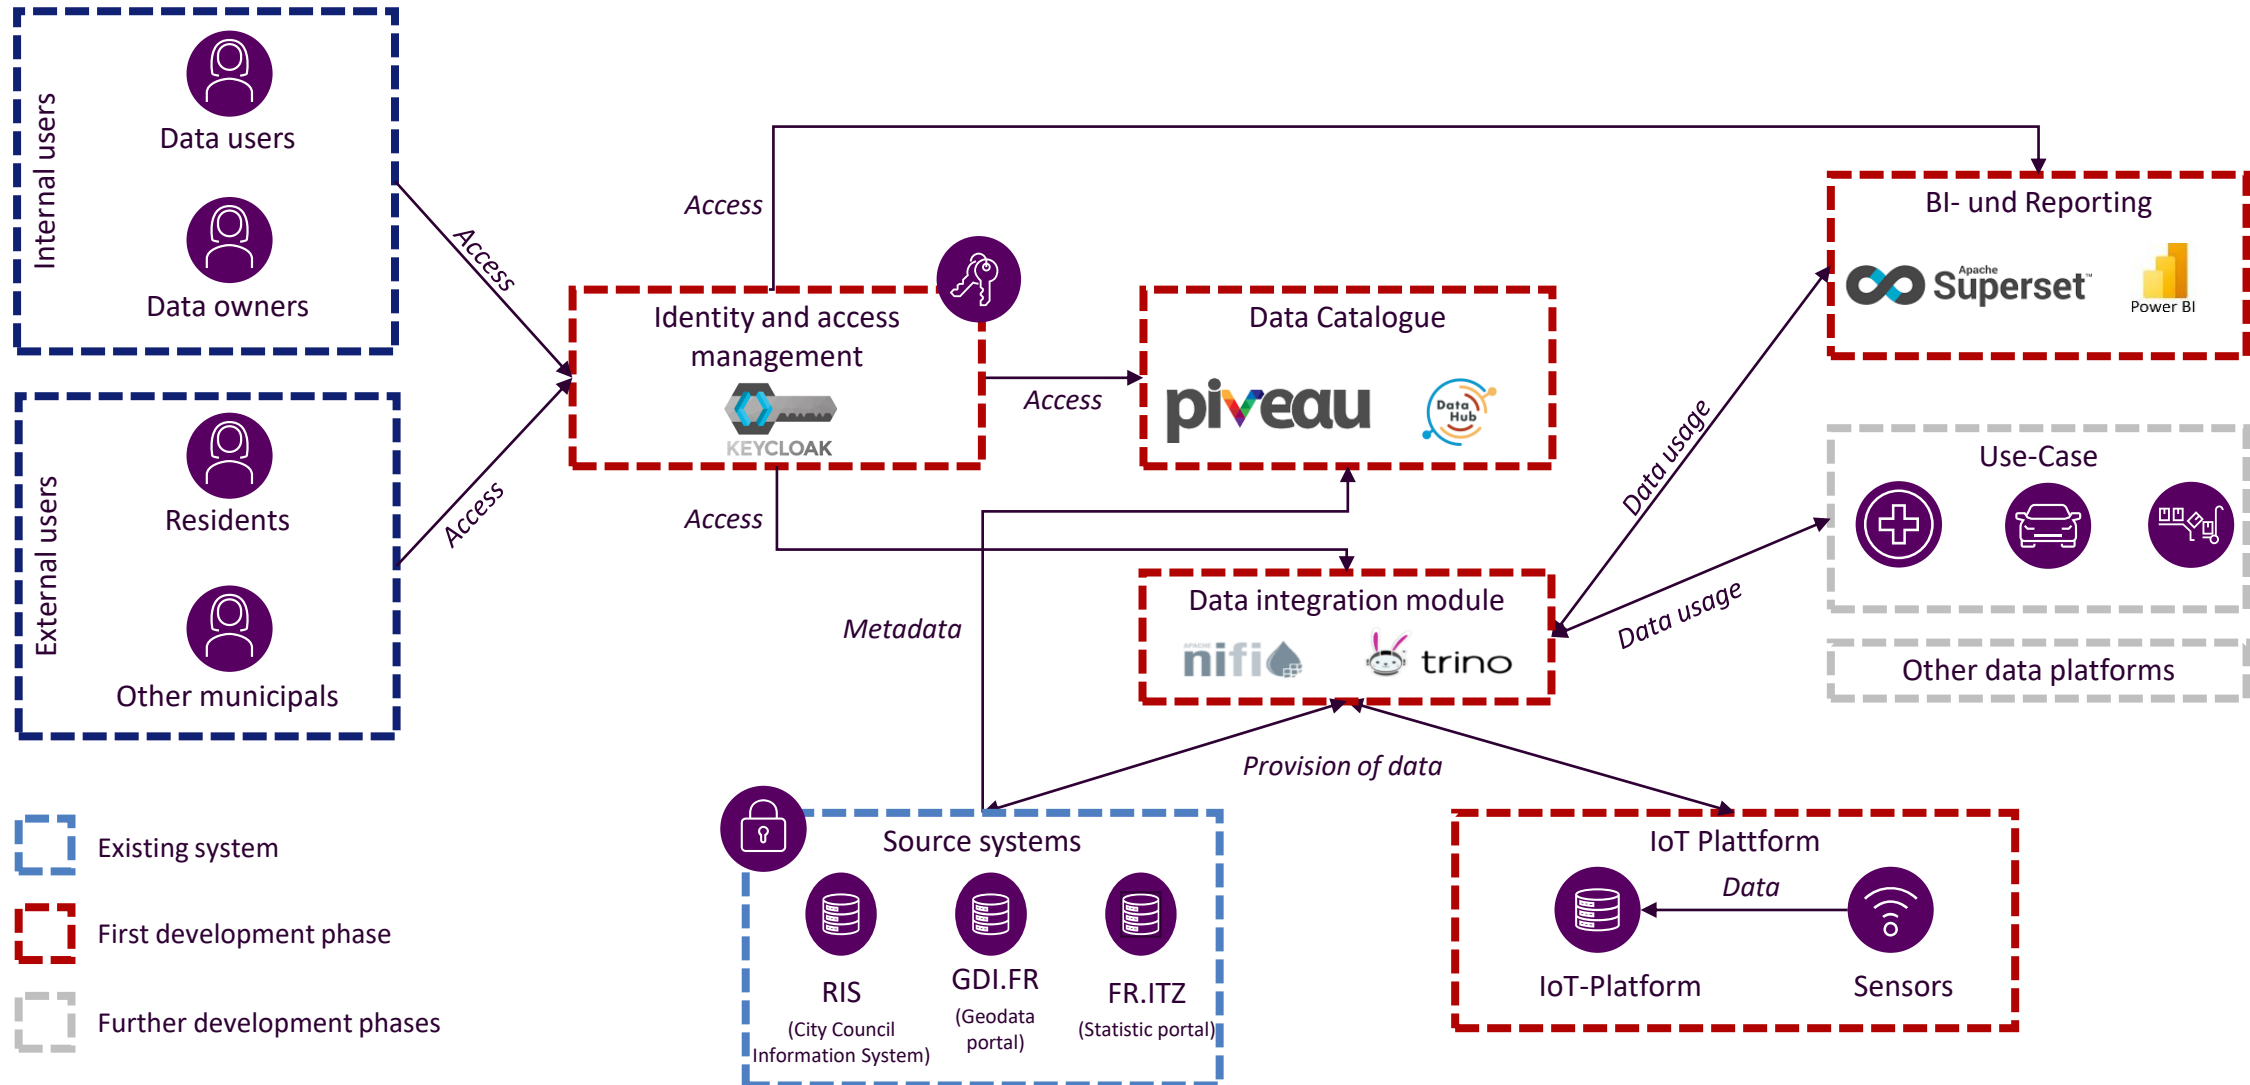 Internal users
Data users
Data owners
External users
Residents
Other municipals
Access
Access
Access
Identity and access
management
KEYCLOAK
Access
Access
Data Catalogue
piveau
Data
Hub
Metadata
Data integration module
APACHE
nifi
trino
Data usage
Data usage
BI- und Reporting
Apache
Superset™
Power BI
Use-Case
Other data platforms
Provision of data
Source systems
RIS
(City Council
Information System)
GDI.FR
(Geodata
portal)
FR.ITZ
(Statistic portal)
IoT Plattform
Data
IoT-Platform
Sensors
Existing system
First development phase
Further development phases